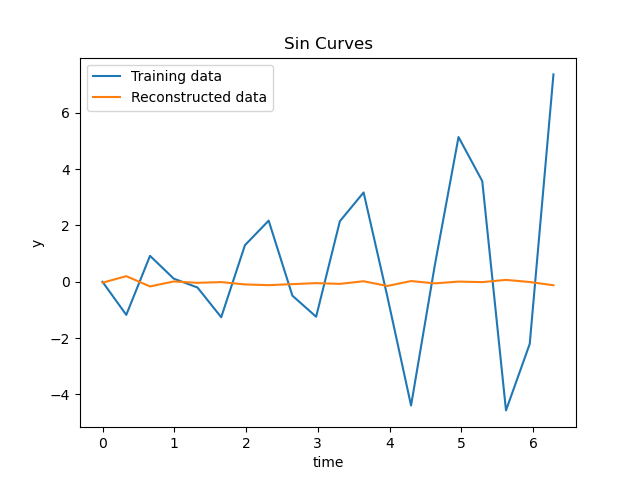 Sin Curves
Training data
Reconstructed data
6
4
2
0
−2
−4
y
0 1 2 3 4 5 6
time